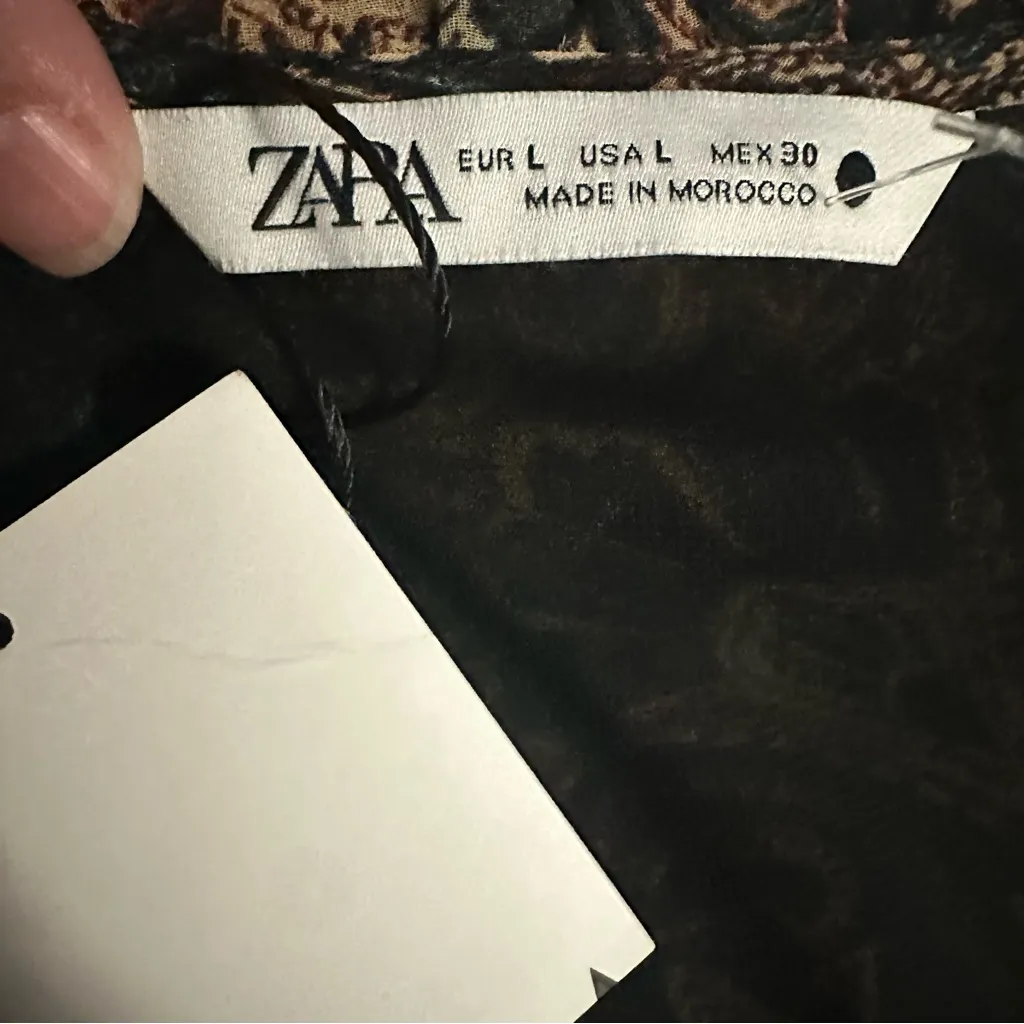 ZARA EUR L USA L MEX 30
MADE IN MOROCCO